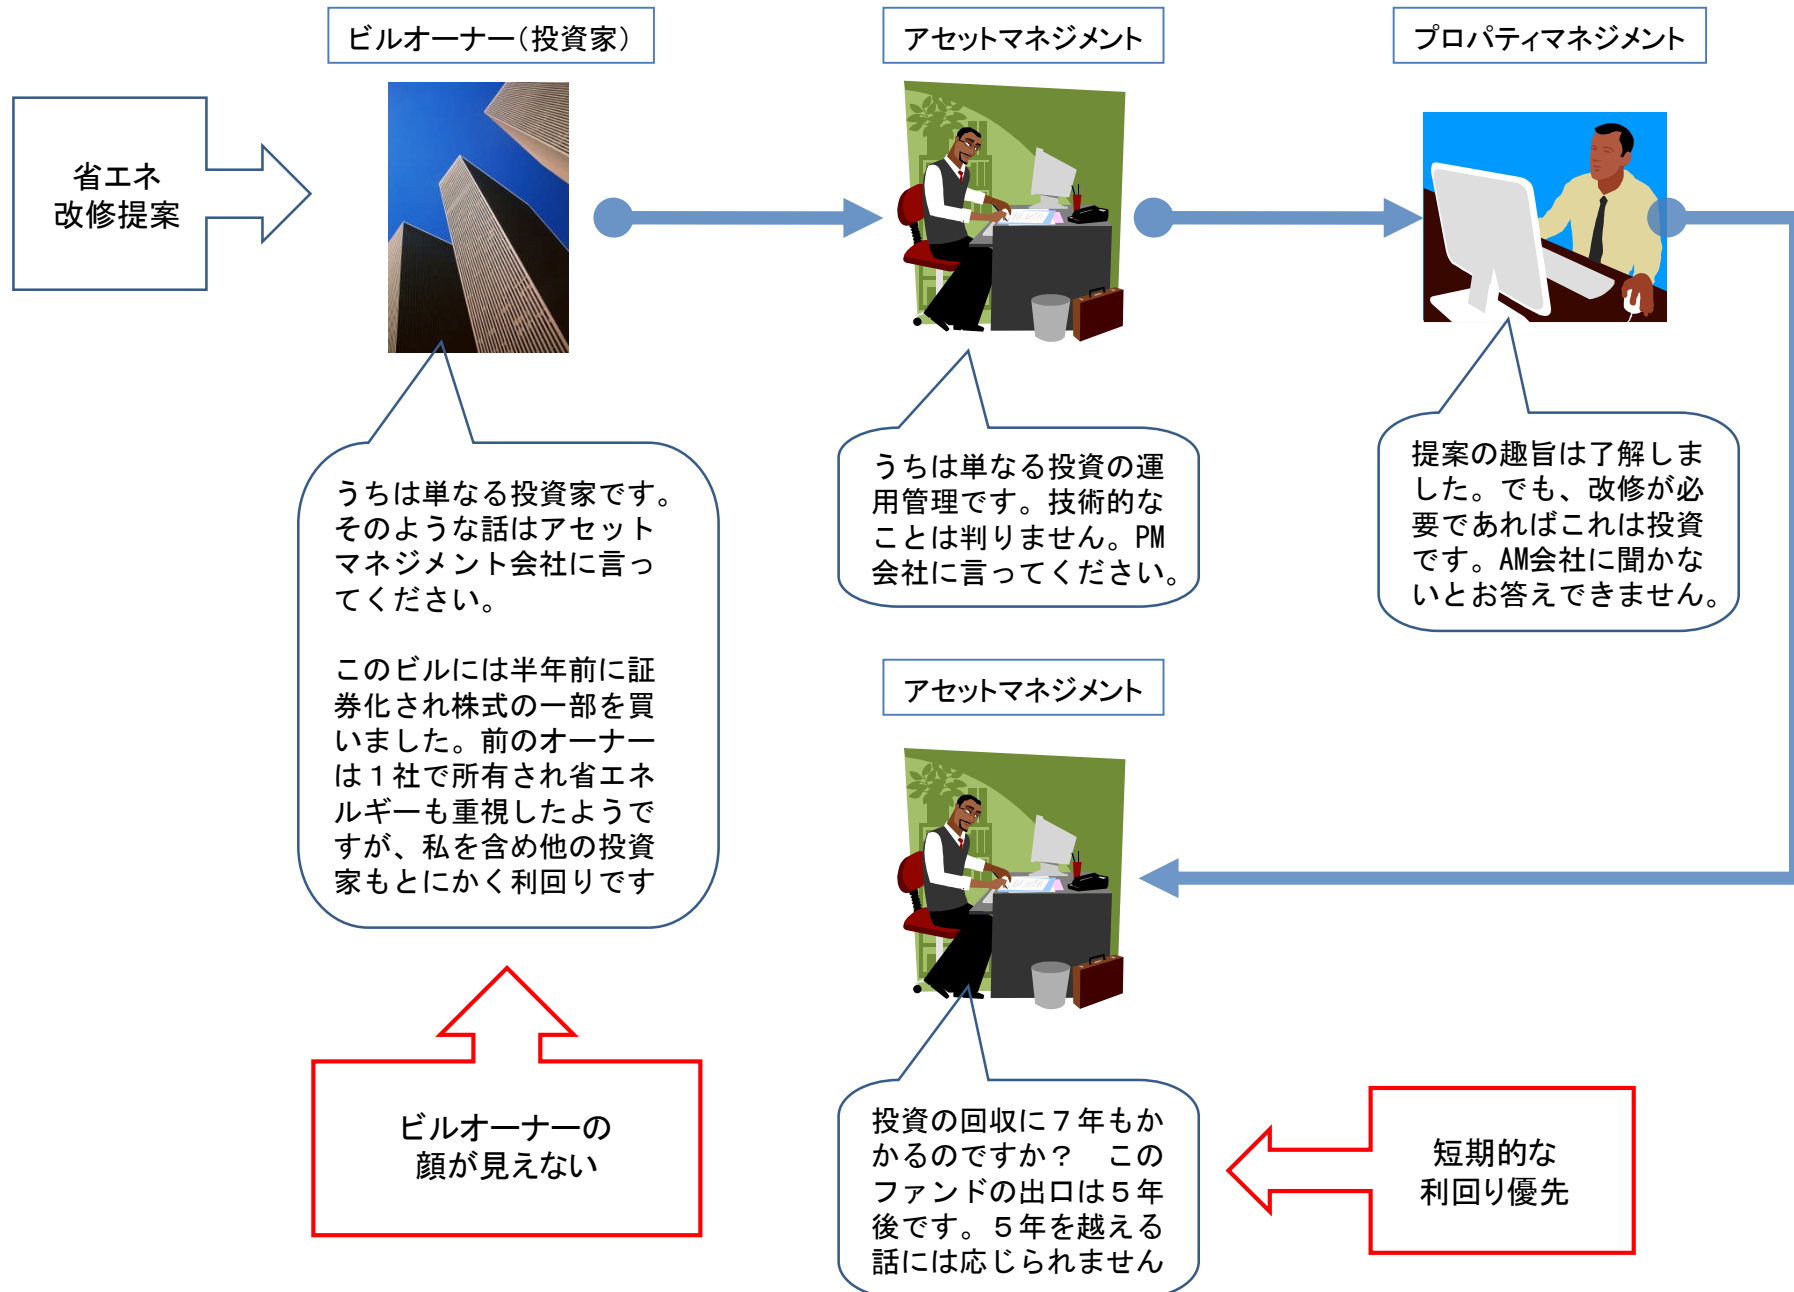 ビルオーナー（投資家）
アセットマネジメント
プロパティマネジメント
省エネ
改修提案
うちは単なる投資家です。
そのような話はアセット
マネジメント会社に言っ
てください。
このビルには半年前に証
券化され株式の一部を買
いました。前のオーナー
は１社で所有され省エネ
ルギーも重視したようで
すが、私を含め他の投資
家もとにかく利回りです
うちは単なる投資の運
用管理です。技術的な
ことは判りません。PM
会社に言ってください。
提案の趣旨は了解しま
した。でも、改修が必
要であればこれは投資
です。AM会社に聞かな
いとお答えできません。
アセットマネジメント
投資の回収に７年もか
かるのですか？　この
ファンドの出口は５年
後です。５年を越える
話には応じられません
ビルオーナーの
顔が見えない
短期的な
利回り優先